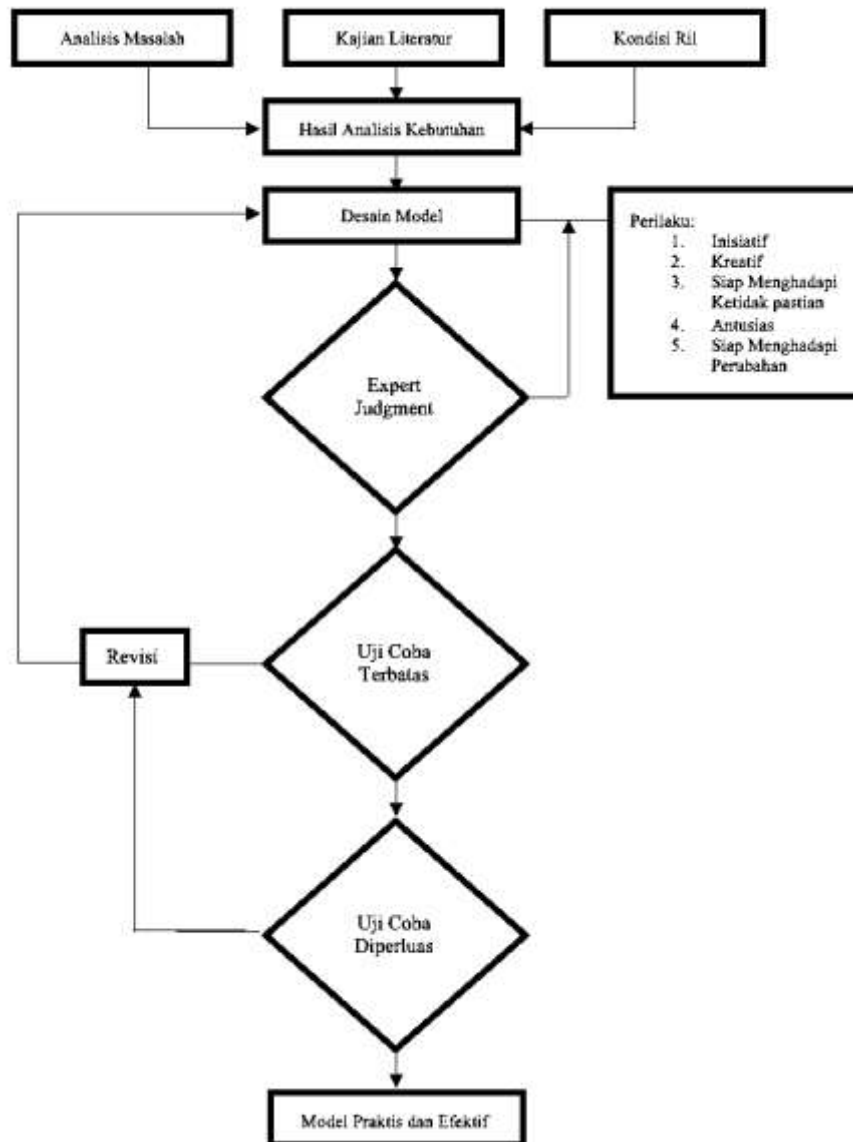 Analisis Masalah
Kajian Literatur
Kondisi Ril
Hasil Analisis Kebutuhan
Desain Model
Perilaku:
1. Inisiatif
2. Kreatif
3. Siap Menghadapi
Ketidak pastian
4. Antusias
5. Siap Menghadapi
Perubahan
Expert
Judgment
Uji Coba
Terbatas
Revisi
Uji Coba
Diperluas
Model Praktis dan Efektif